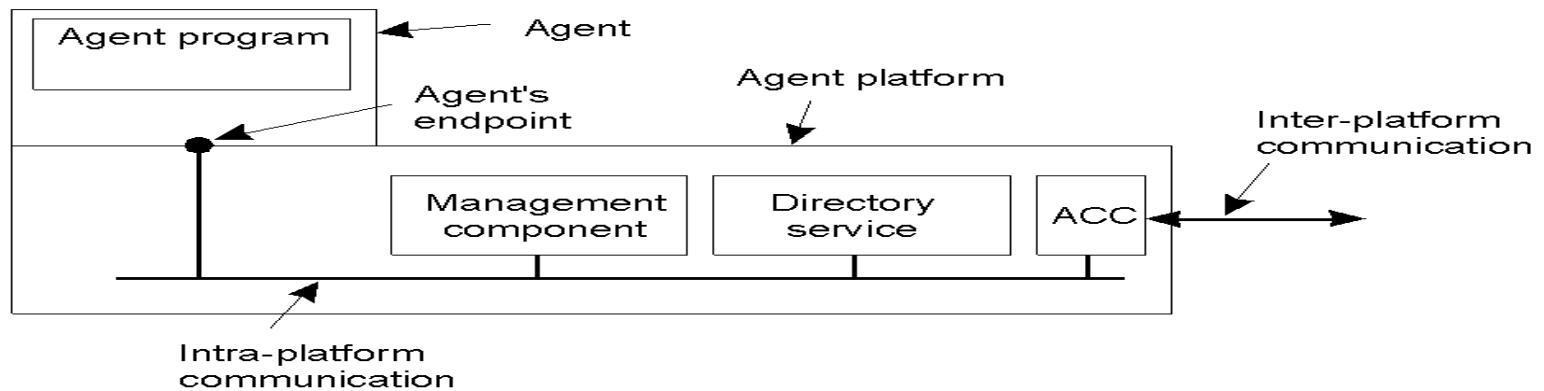 Agent program
Agent
Agent platform
Agent's
endpoint
Inter-platform
communication
Management
component
Directory
service
ACC
Intra-platform
communication